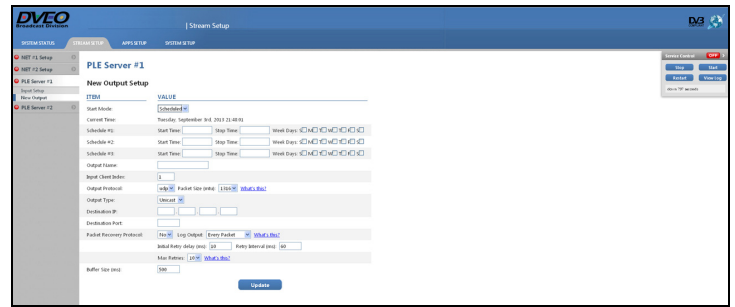 DVEO
Broadcast Division
| Stream Setup
DVB
SYSTEM STATUS STREAM SETUP APPS SETUP SYSTEM SETUP
NET #1 Setup
NET #2 Setup
PLE Server #1
Input Setup
New Output
PLE Server #2
PLE Server #1
New Output Setup
ITEM VALUE
Start Mode: Scheduled
Current Time: Tuesday, September 3rd, 2013 21:40:01
Schedule #1: Start Time: Stop Time: Week Days: S M T W T F S
Schedule #2: Start Time: Stop Time: Week Days: S M T W T F S
Schedule #3: Start Time: Stop Time: Week Days: S M T W T F S
Output Name:
Input Client Index: 1
Output Protocol: udp Packet Size (mtu): 1316 What's this?
Output Type: Unicast
Destination IP: . . .
Destination Port:
Packet Recovery Protocol: No Log Output: Every Packet What's this?
Initial Retry delay (ms): 10 Retry Interval (ms): 60
Max Retries: 10 What's this?
Buffer Size (ms): 500
Update
Service Control OFF
Stop Start
Restart View Log